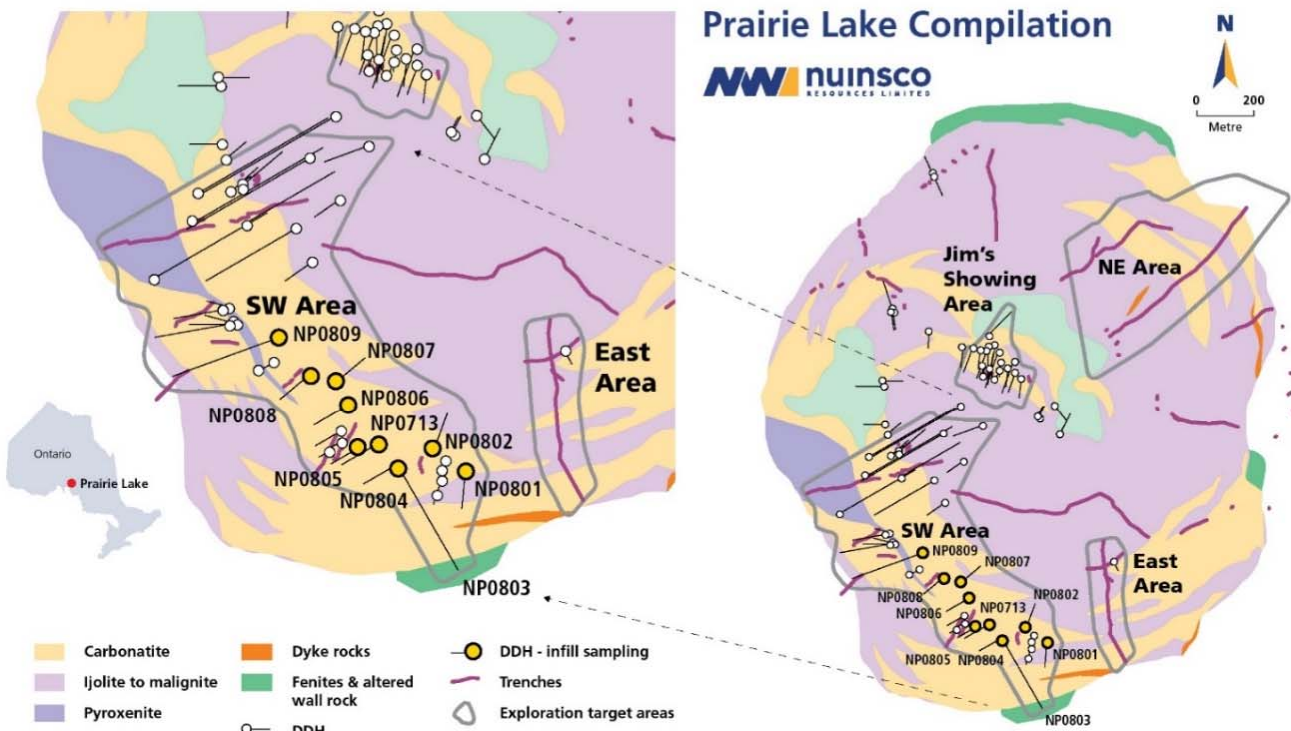 Prairie Lake Compilation
NW nuinsco
RESOURCES LIMITED
N
0 200
Metre
SW Area
NP0809
NP0807
NP0808
NP0806
NP0713
NP0802
NP0805
NP0804
NP0801
NP0803
East
Area
Ontario
Prairie Lake
Jim's
Showing
Area
NE Area
SW Area
NP0809
NP0807
NP0808
NP0806
NP0713
NP0802
NP0805
NP0804
NP0801
NP0803
East
Area
Carbonatite
Ijolite to malignite
Pyroxenite
Dyke rocks
Fenites & altered
wall rock
DDH
DDH - infill sampling
Trenches
Exploration target areas